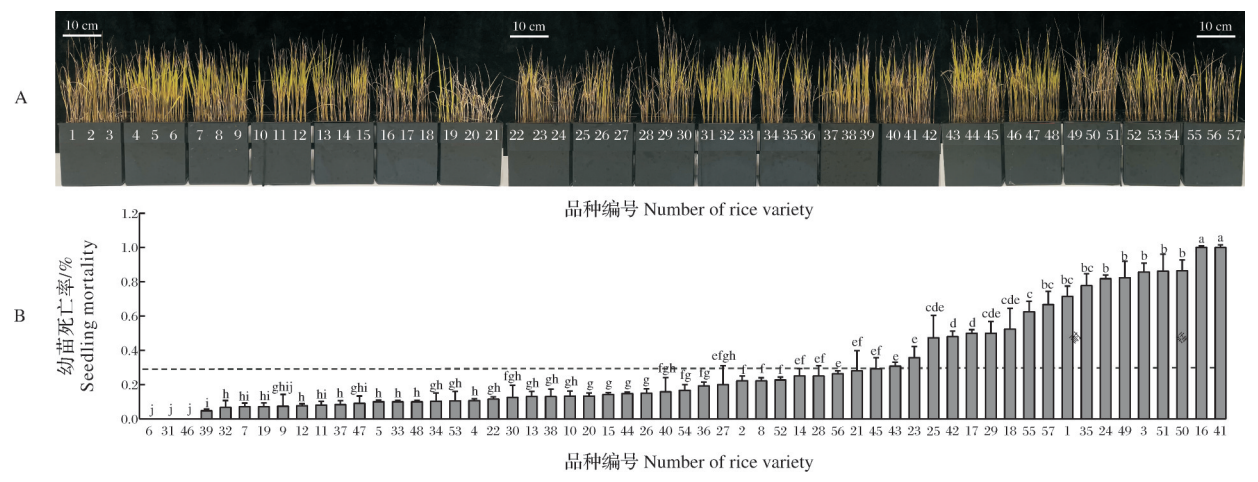 10 cm 10 cm 10 cm
A
1 2 3 4 5 6 7 8 9 10 11 12 13 14 15 16 17 18 19 20 21 22 23 24 25 26 27 28 29 30 31 32 33 34 35 36 37 38 39 40 41 42 43 44 45 46 47 48 49 50 51 52 53 54 55 56 57
品种编号 Number of rice variety
B
幼苗死亡率/%
Seedling mortality
1.2
1.0
0.8
0.6
0.4
0.2
0.0
j j j i h hi hi ghij h h h ghi h h h gh gh h gh fgh gh gh gh g g g g fgh fg fg efgh f f f ef ef e ef ef e e cde d d cde cde c bc bc bc b b b b b a a
6 31 46 39 32 7 19 9 12 11 37 47 5 33 48 34 53 4 22 30 13 38 10 20 15 44 26 40 54 36 27 2 8 52 14 28 56 21 45 43 23 25 42 17 29 18 55 57 1 35 24 49 3 51 50 16 41
品种编号 Number of rice variety